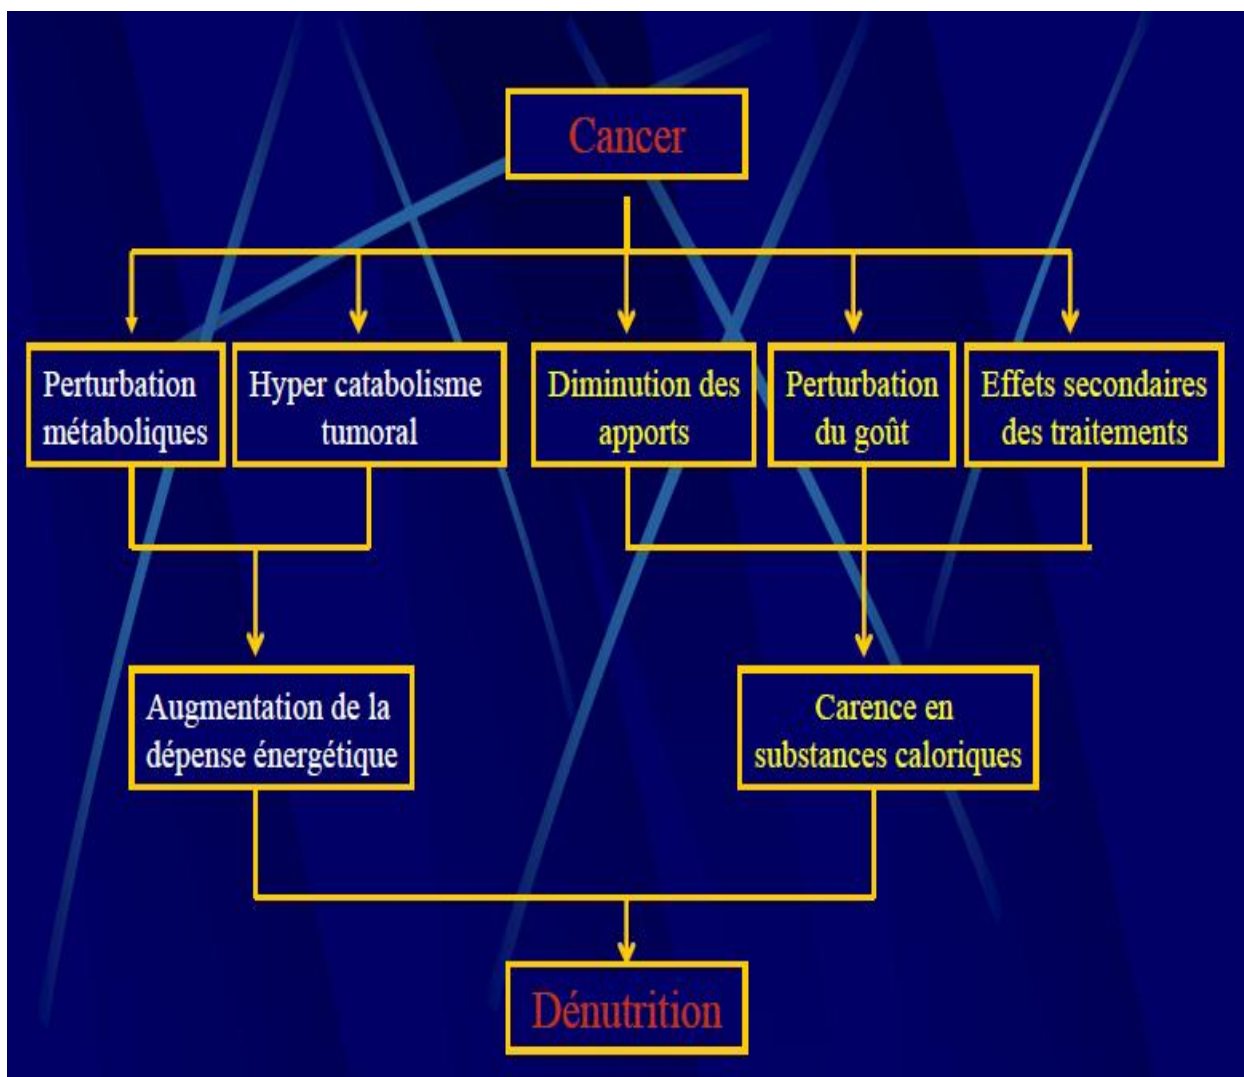 Cancer
Perturbation
métaboliques
Hyper catabolisme
tumoral
Diminution des
apports
Perturbation
du goût
Effets secondaires
des traitements
Augmentation de la
dépense énergétique
Carence en
substances caloriques
Dénutrition